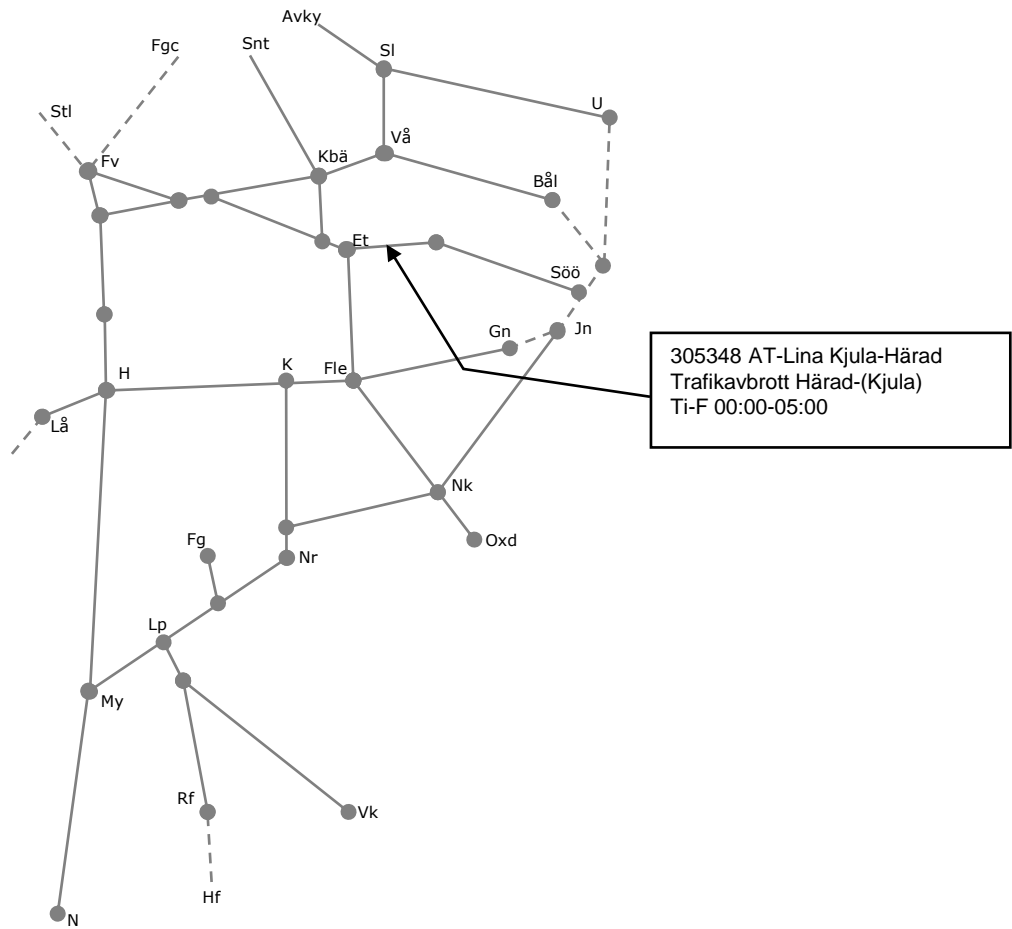 Avky
Fgc
Snt
Sl
Stl
U
Vå
Fv
Kbä
Bål
Et
Söö
Gn
Jn
305348 AT-Lina Kjula-Härad
Trafikavbrott Härad-(Kjula)
Ti-F 00:00-05:00
H
K
Fle
Lå
Nk
Fg
Oxd
Nr
Lp
My
Rf
Vk
Hf
N